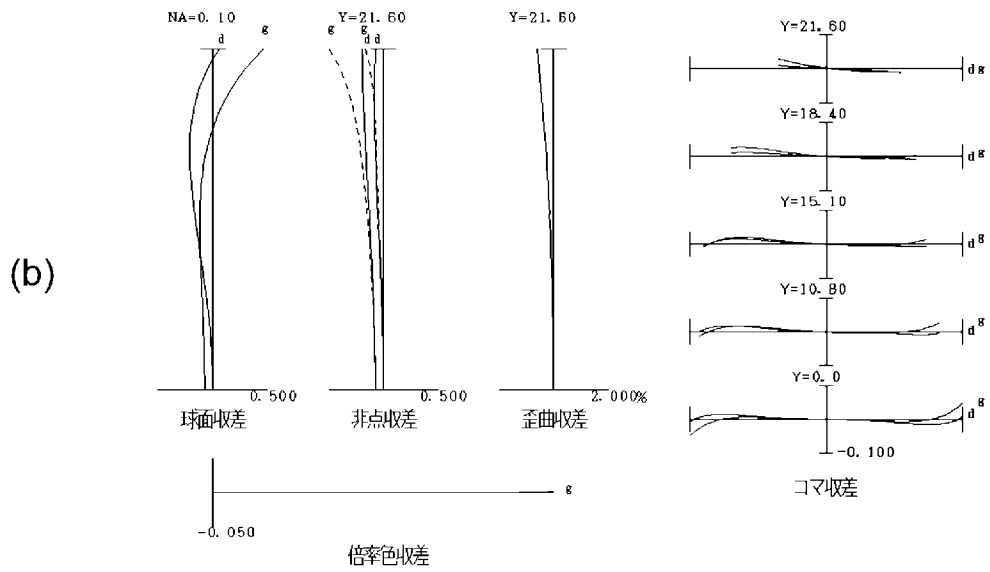 (b)
NA=0.10
d
g
0.500
球面収差
Y=21.60
g
g
d
d
0.500
非点収差
Y=21.60
2.000%
歪曲収差
Y=21.60
d g
Y=18.40
d g
Y=15.10
d g
Y=10.80
d g
Y=0.0
d g
-0.100
コマ収差
g
-0.050
倍率色収差